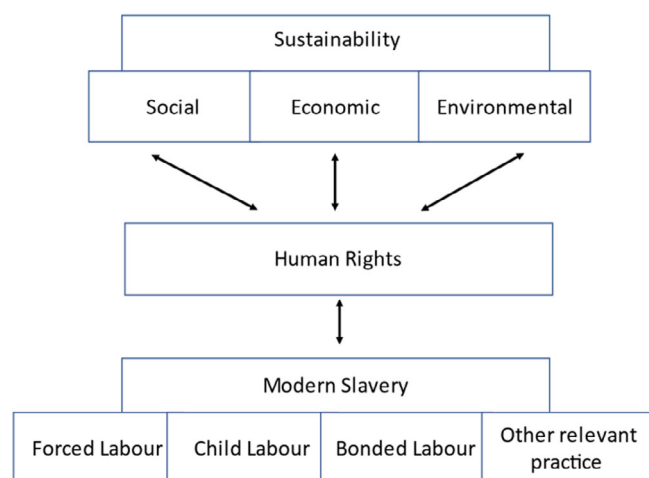 Sustainability
Social
Economic
Environmental
Human Rights
Modern Slavery
Forced Labour
Child Labour
Bonded Labour
Other relevant
practice